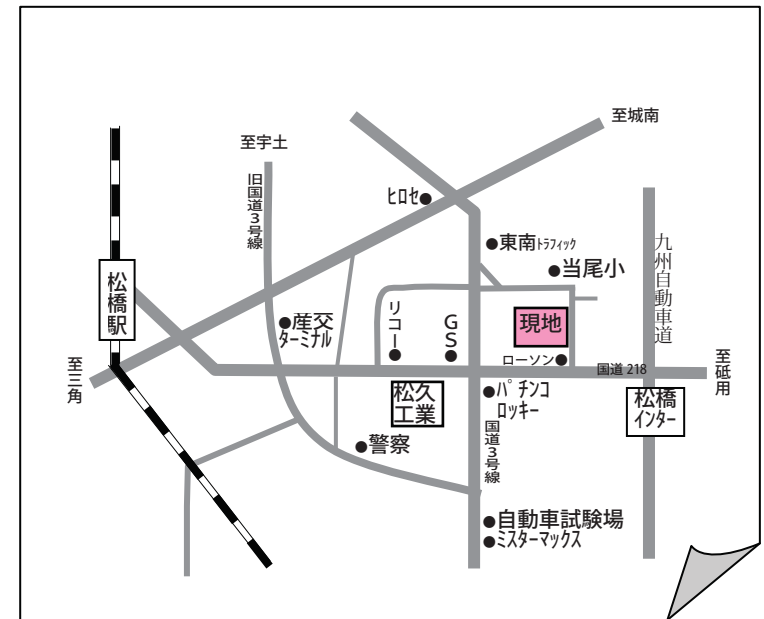 至城南
至宇土
旧国道3号線
ﾋﾛｾ
東南ﾄﾗﾌｨｯｸ
当尾小
九州自動車道
松橋駅
産交
ﾀｰﾐﾅﾙ
リコー
GS
現地
ローソン
国道 218
至三角
至砥用
松久
工業
ﾊﾟﾁﾝｺ
ﾛｯｷｰ
松橋
ｲﾝﾀｰ
警察
国道3号線
自動車試験場
ﾐｽﾀｰﾏｯｸｽ